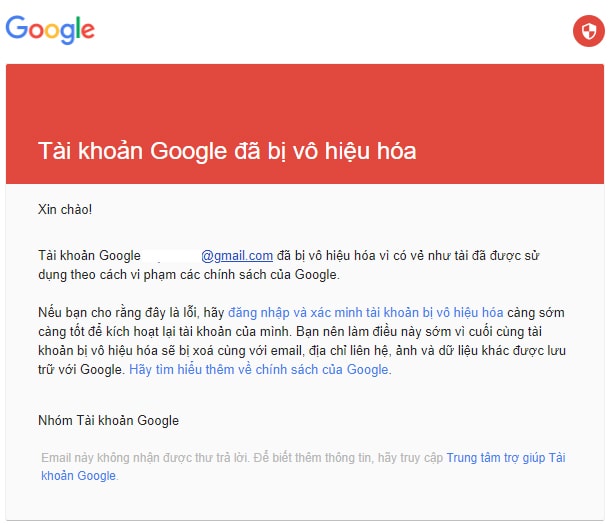 Google
Tài khoản Google đã bị vô hiệu hóa
Xin chào!
Tài khoản Google @gmail.com đã bị vô hiệu hóa vì có vẻ như tài đã được sử
dụng theo cách vi phạm các chính sách của Google.
Nếu bạn cho rằng đây là lỗi, hãy đăng nhập và xác minh tài khoản bị vô hiệu hóa càng sớm
càng tốt để kích hoạt lại tài khoản của mình. Bạn nên làm điều này sớm vì cuối cùng tài
khoản bị vô hiệu hóa sẽ bị xoá cùng với email, địa chỉ liên hệ, ảnh và dữ liệu khác được lưu
trữ với Google. Hãy tìm hiểu thêm về chính sách của Google.
Nhóm Tài khoản Google
Email này không nhận được thư trả lời. Để biết thêm thông tin, hãy truy cập Trung tâm trợ giúp Tài
khoản Google.